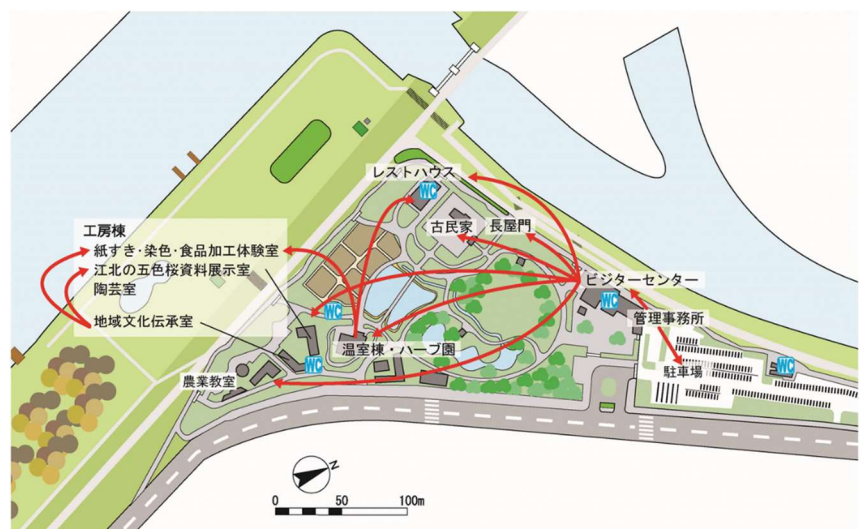 レストハウス
WC
古民家
長屋門
工房棟
紙すき・染色・食品加工体験室
江北の五色桜資料展示室
陶芸室
地域文化伝承室
ビジターセンター
WC
管理事務所
WC
温室棟・ハーブ園
駐車場
WC
WC
農業教室
N
0 50 100m